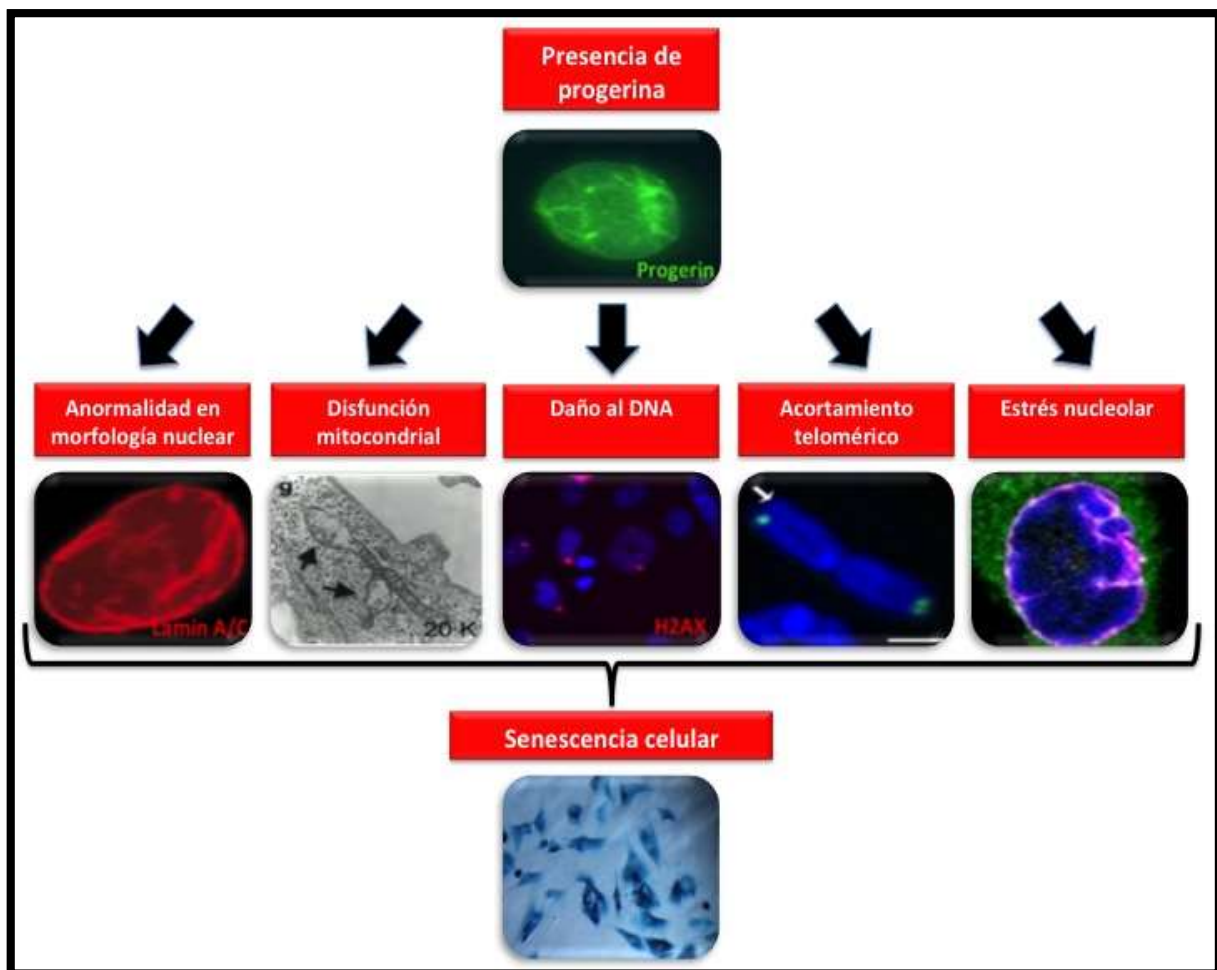 Presencia de
progerina
Progerin
Anormalidad en
morfología nuclear
Disfunción
mitocondrial
Daño al DNA
Acortamiento
telomérico
Estrés nucleolar
Lamin A/C
g
20 K
H2AX
Senescencia celular